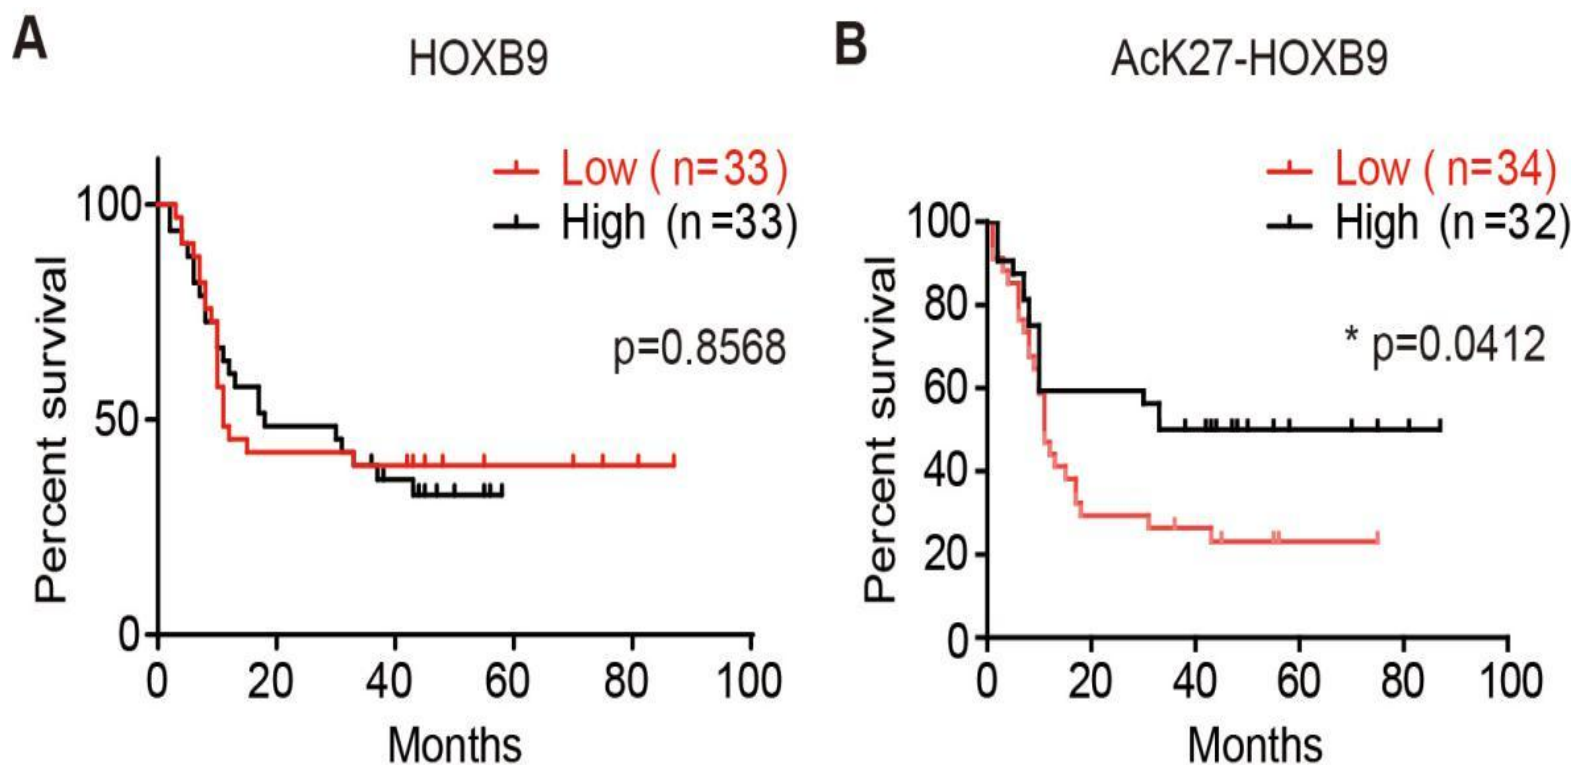 A
HOXB9
Low ( n=33 )
High (n =33)
p=0.8568
Percent survival
100
50
0
0 20 40 60 80 100
Months
B
AcK27-HOXB9
Low ( n=34)
High (n =32)
* p=0.0412
Percent survival
100
80
60
40
20
0
0 20 40 60 80 100
Months